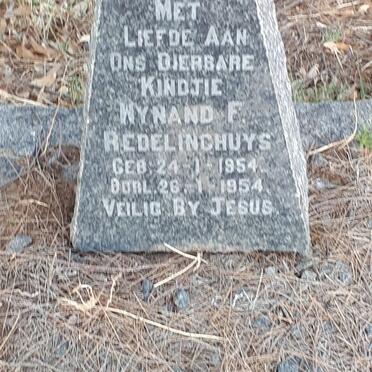 MET
LIEFDE AAN
ONS DIERBARE
KINDJIE
WYNAND F.
REDELINGHUYS
GEB. 24-1-1954
OORL. 26-1-1954
VEILIG BY JESUS